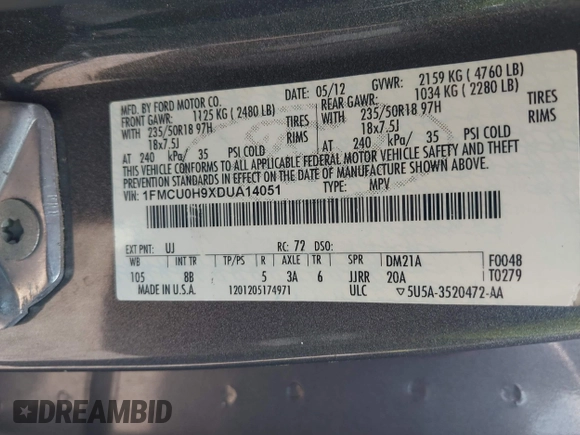 MFD. BY FORD MOTOR CO. DATE: 05/12 GVWR: 2159 KG ( 4760 LB)
FRONT GAWR: 1125 KG ( 2480 LB) REAR GAWR: 1034 KG ( 2280 LB)
WITH 235/50R18 97H TIRES WITH 235/50R18 97H TIRES
18x7.5J RIMS 18x7.5J RIMS
AT 240 kPa/ 35 PSI COLD AT 240 kPa/ 35 PSI COLD
THIS VEHICLE CONFORMS TO ALL APPLICABLE FEDERAL MOTOR VEHICLE SAFETY AND THEFT
PREVENTION STANDARDS IN EFFECT ON THE DATE OF MANUFACTURE SHOWN ABOVE.
VIN: 1FMCU0H9XDUA14051 TYPE: MPV
EXT PNT: UJ RC: 72 DSO:
WB INT TR TP/PS R AXLE TR SPR DM21A F0048
105 8B 5 3A 6 JJRR 20A T0279
MADE IN U.S.A. 1201205174971 ULC 5U5A-3520472-AA
DREAMBID